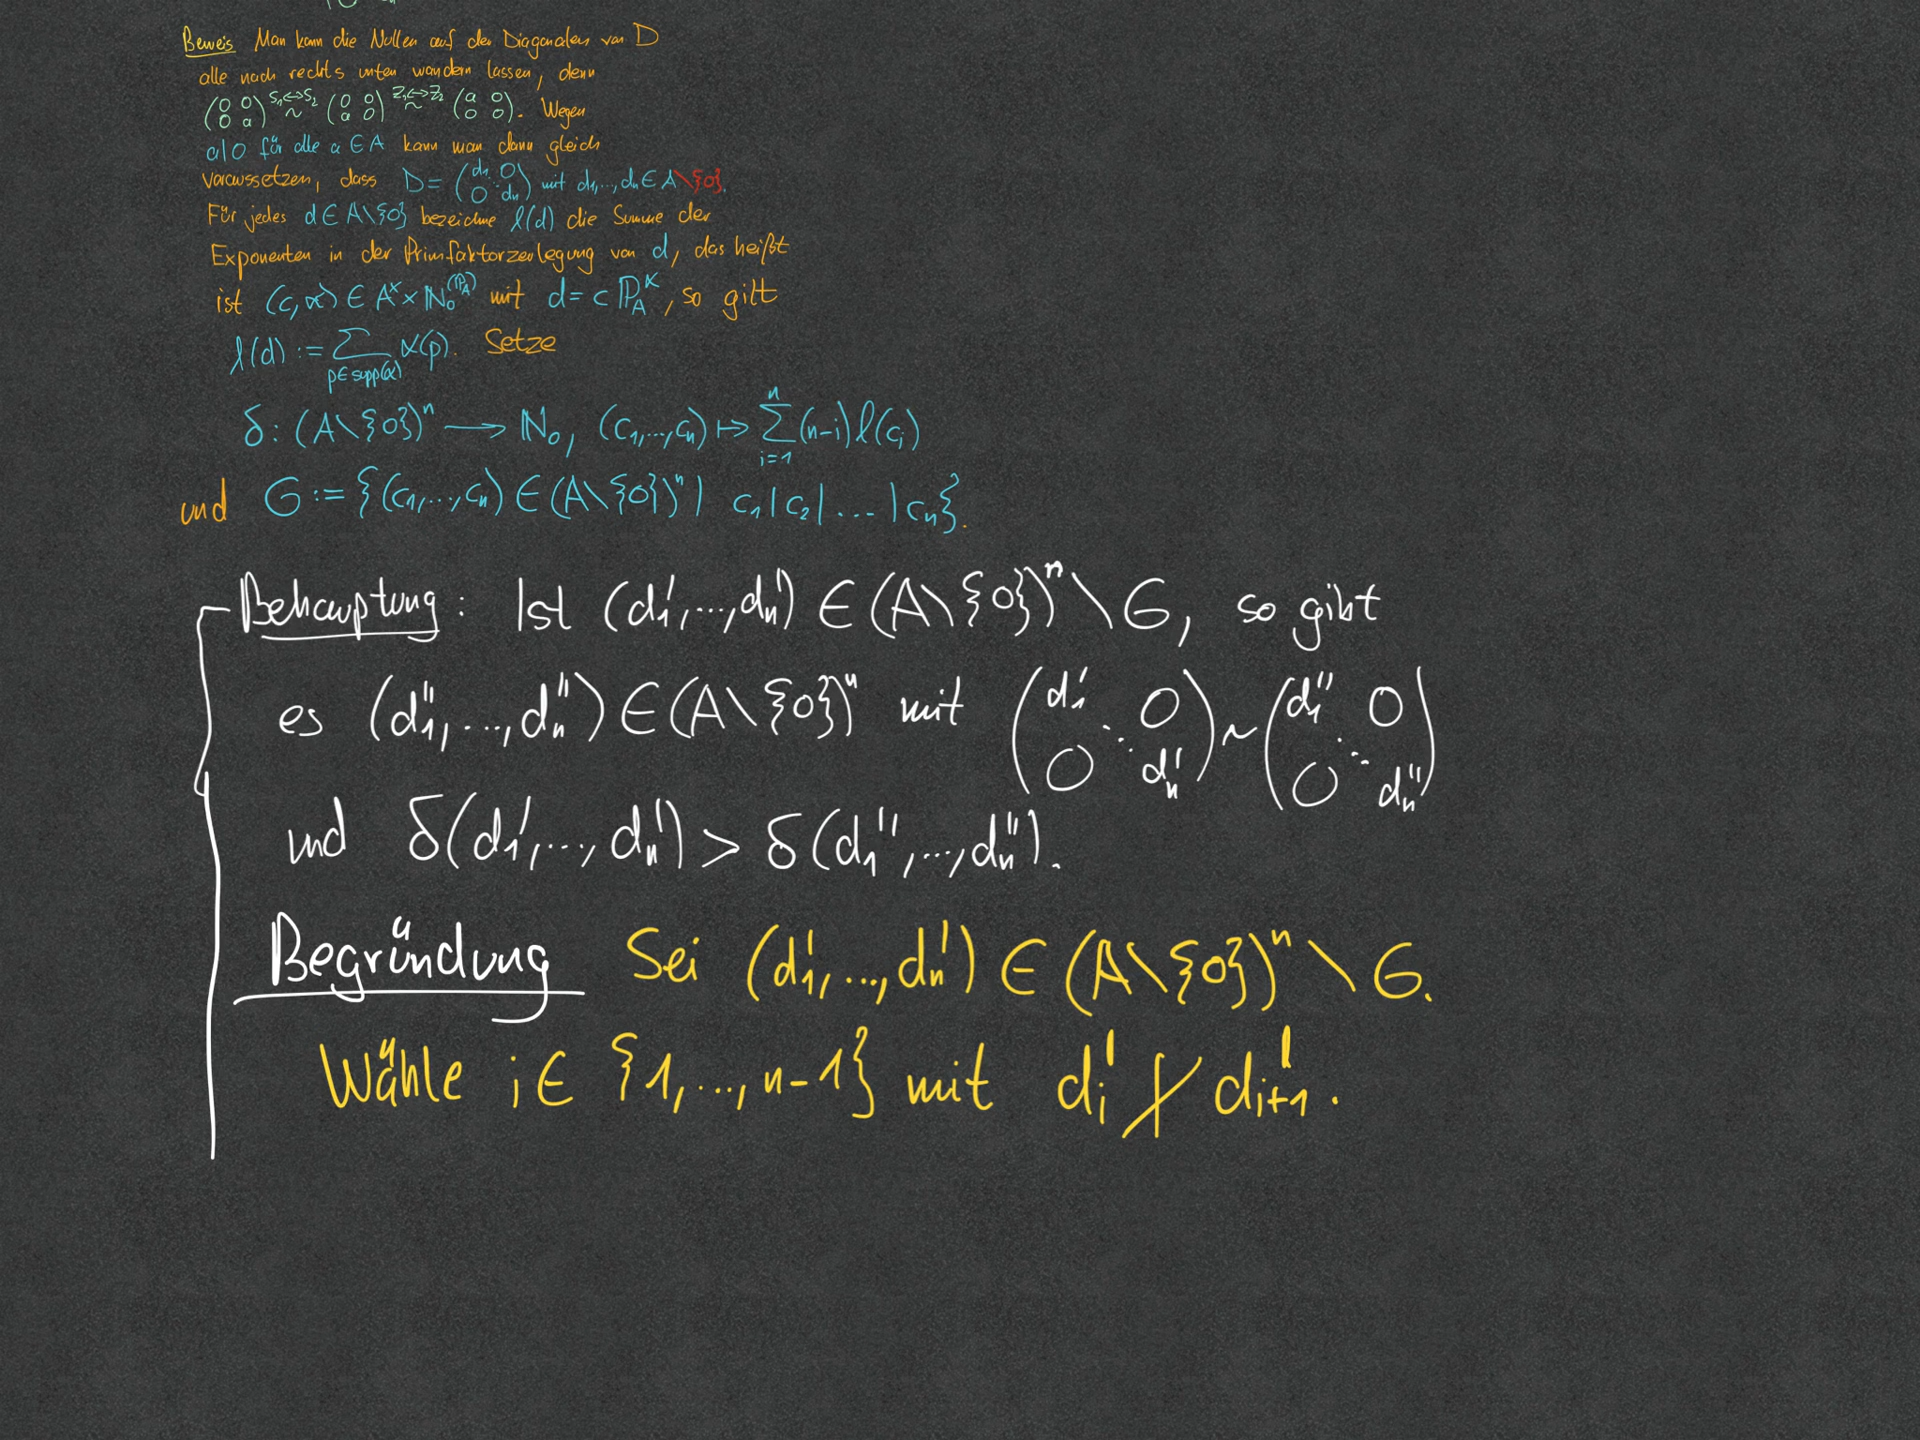 Beweis Man kann die Nullen auf der Diagonalen von D
alle nach rechts unten wandern lassen, denn
(0 0 / 0 a) S₁↔S₂ ~ (0 0 / a 0) Z₁↔Z₂ ~ (a 0 / 0 0). Wegen
a|0 für alle a ∈ A kann man dann gleich
voraussetzen, dass D = (d₁ 0 ⋱ 0 dₙ) mit d₁,...,dₙ ∈ A∖{0}.
Für jedes d ∈ A∖{0} bezeichne ℓ(d) die Summe der
Exponenten in der Primfaktorzerlegung von d, das heißt
ist (c,α) ∈ A^× × ℕ₀^(ℙ_A) mit d = c ℙ_A^α, so gilt
ℓ(d) := ∑_{p∈supp(α)} α(p). Setze
δ: (A∖{0})ⁿ ⟶ ℕ₀, (c₁,...,cₙ) ↦ ∑_{i=1}^{n} (n-i) ℓ(c_i)
und G := {(c₁,...,cₙ) ∈ (A∖{0})ⁿ | c₁ | c₂ | .... | cₙ}.
Behauptung: Ist (d₁',...,dₙ') ∈ (A∖{0})ⁿ ∖ G, so gibt
es (d₁'',...,dₙ'') ∈ (A∖{0})ⁿ mit (d₁' 0 ⋱ 0 dₙ') ~ (d₁'' 0 ⋱ 0 dₙ'')
und δ(d₁',...,dₙ') > δ(d₁'',...,dₙ'').
Begründung Sei (d₁',...,dₙ') ∈ (A∖{0})ⁿ ∖ G.
Wähle i ∈ {1,...,n-1} mit d_i' ∤ d_{i+1}'.